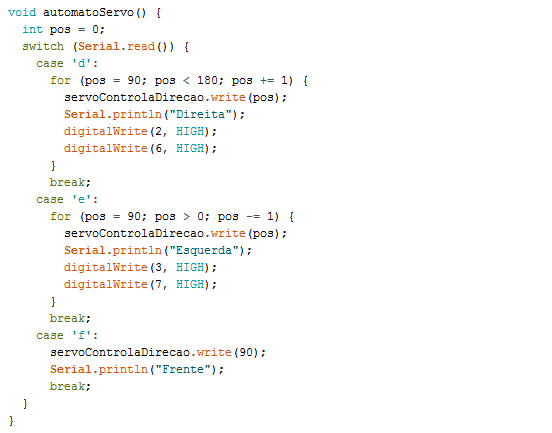 void automatoServo() {
  int pos = 0;
  switch (Serial.read()) {
    case 'd':
      for (pos = 90; pos < 180; pos += 1) {
        servoControlaDirecao.write(pos);
        Serial.println("Direita");
        digitalWrite(2, HIGH);
        digitalWrite(6, HIGH);
      }
      break;
    case 'e':
      for (pos = 90; pos > 0; pos -= 1) {
        servoControlaDirecao.write(pos);
        Serial.println("Esquerda");
        digitalWrite(3, HIGH);
        digitalWrite(7, HIGH);
      }
      break;
    case 'f':
      servoControlaDirecao.write(90);
      Serial.println("Frente");
      break;
  }
}